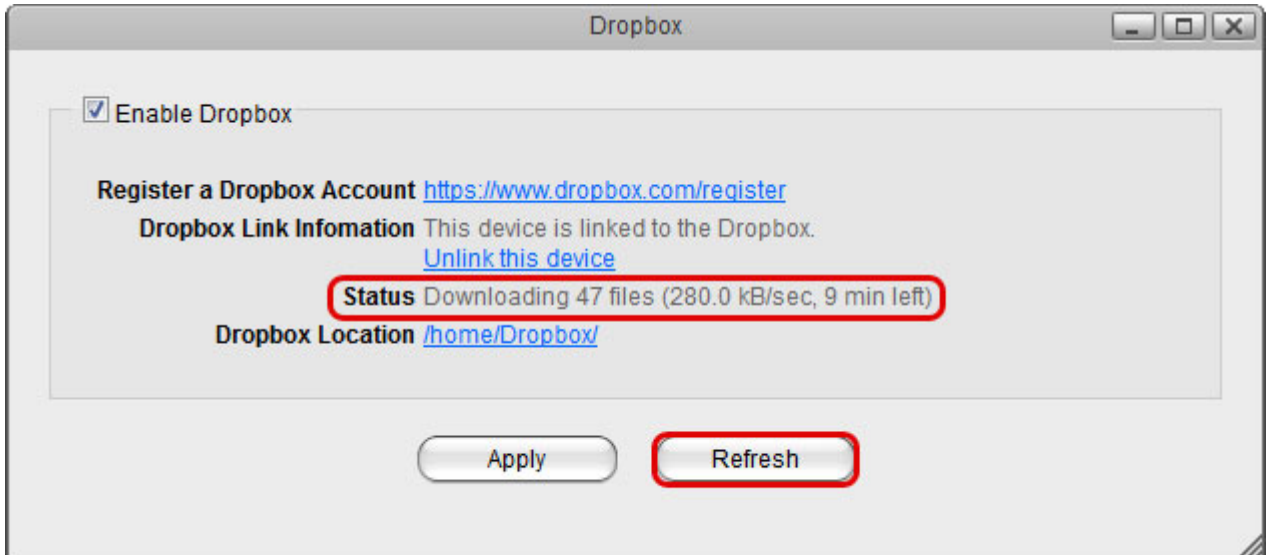 Dropbox
Enable Dropbox
Register a Dropbox Account https://www.dropbox.com/register
Dropbox Link Infomation This device is linked to the Dropbox.
Unlink this device
Status Downloading 47 files (280.0 kB/sec, 9 min left)
Dropbox Location /home/Dropbox/
Apply Refresh